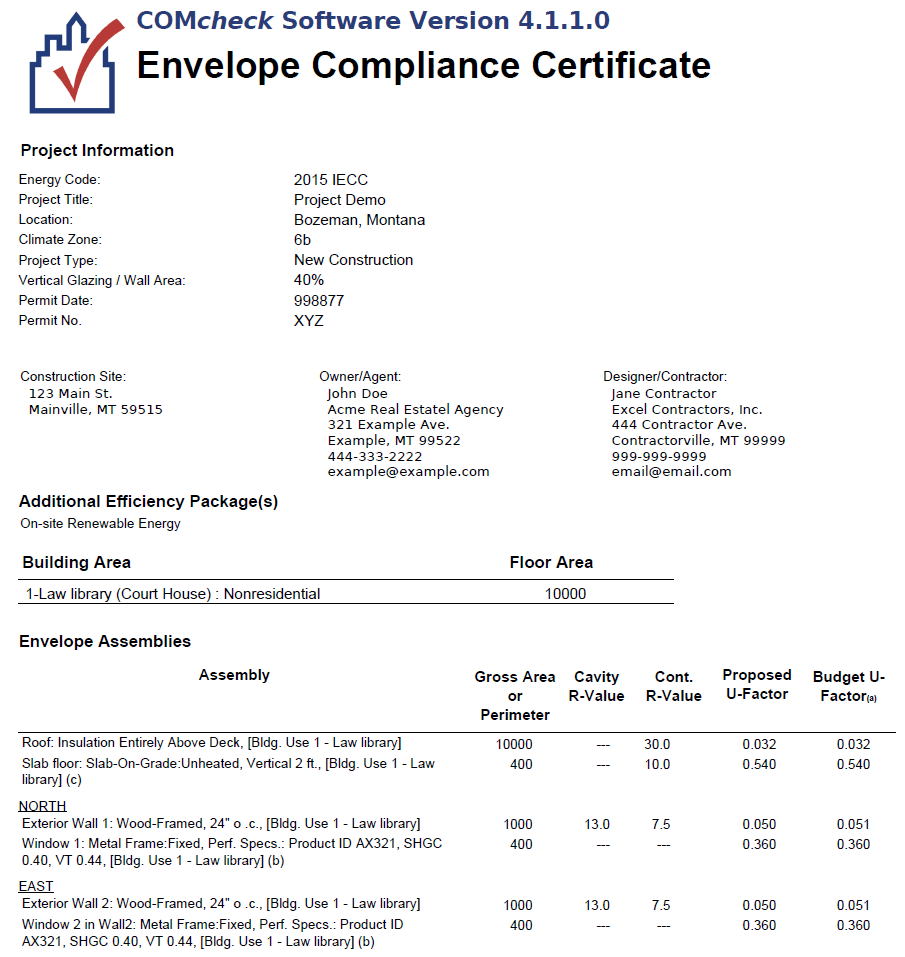 COMcheck Software Version 4.1.1.0
Envelope Compliance Certificate
Project Information
Energy Code: 2015 IECC
Project Title: Project Demo
Location: Bozeman, Montana
Climate Zone: 6b
Project Type: New Construction
Vertical Glazing / Wall Area: 40%
Permit Date: 998877
Permit No. XYZ
Construction Site: Owner/Agent: Designer/Contractor:
123 Main St. John Doe Jane Contractor
Mainville, MT 59515 Acme Real Estatel Agency Excel Contractors, Inc.
321 Example Ave. 444 Contractor Ave.
Example, MT 99522 Contractorville, MT 99999
444-333-2222 999-999-9999
example@example.com email@email.com
Additional Efficiency Package(s)
On-site Renewable Energy
Building Area Floor Area
1-Law library (Court House) : Nonresidential 10000
Envelope Assemblies
Assembly Gross Area Cavity Cont. Proposed Budget U-
or R-Value R-Value U-Factor Factor(a)
Perimeter
Roof: Insulation Entirely Above Deck, [Bldg. Use 1 - Law library] 10000 --- 30.0 0.032 0.032
Slab floor: Slab-On-Grade:Unheated, Vertical 2 ft., [Bldg. Use 1 - Law 400 --- 10.0 0.540 0.540
library] (c)
NORTH
Exterior Wall 1: Wood-Framed, 24" o .c., [Bldg. Use 1 - Law library] 1000 13.0 7.5 0.050 0.051
Window 1: Metal Frame:Fixed, Perf. Specs.: Product ID AX321, SHGC 400 --- --- 0.360 0.360
0.40, VT 0.44, [Bldg. Use 1 - Law library] (b)
EAST
Exterior Wall 2: Wood-Framed, 24" o .c., [Bldg. Use 1 - Law library] 1000 13.0 7.5 0.050 0.051
Window 2 in Wall2: Metal Frame:Fixed, Perf. Specs.: Product ID 400 --- --- 0.360 0.360
AX321, SHGC 0.40, VT 0.44, [Bldg. Use 1 - Law library] (b)